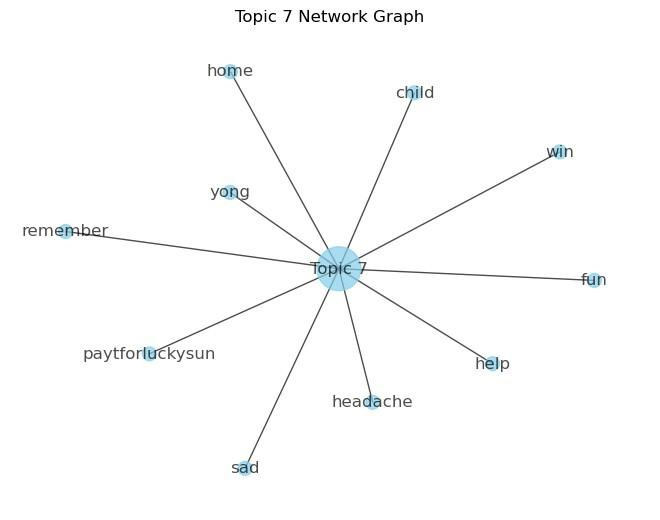 Topic 7 Network Graph
home
child
win
yong
remember
Topic 7
fun
paytforluckysun
help
headache
sad